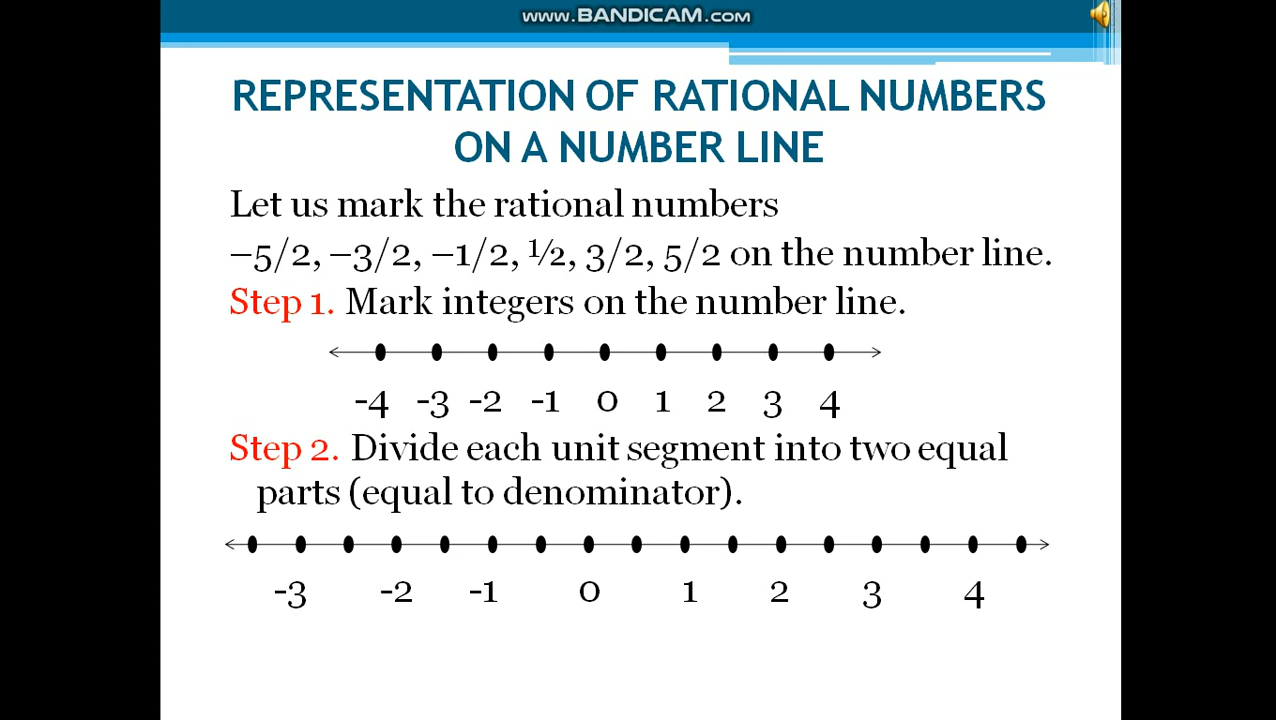 www.BANDICAM.com
REPRESENTATION OF RATIONAL NUMBERS
ON A NUMBER LINE
Let us mark the rational numbers
–5/2, –3/2, –1/2, ½, 3/2, 5/2 on the number line.
Step 1. Mark integers on the number line.
-4 -3 -2 -1 0 1 2 3 4
Step 2. Divide each unit segment into two equal
parts (equal to denominator).
-3 -2 -1 0 1 2 3 4